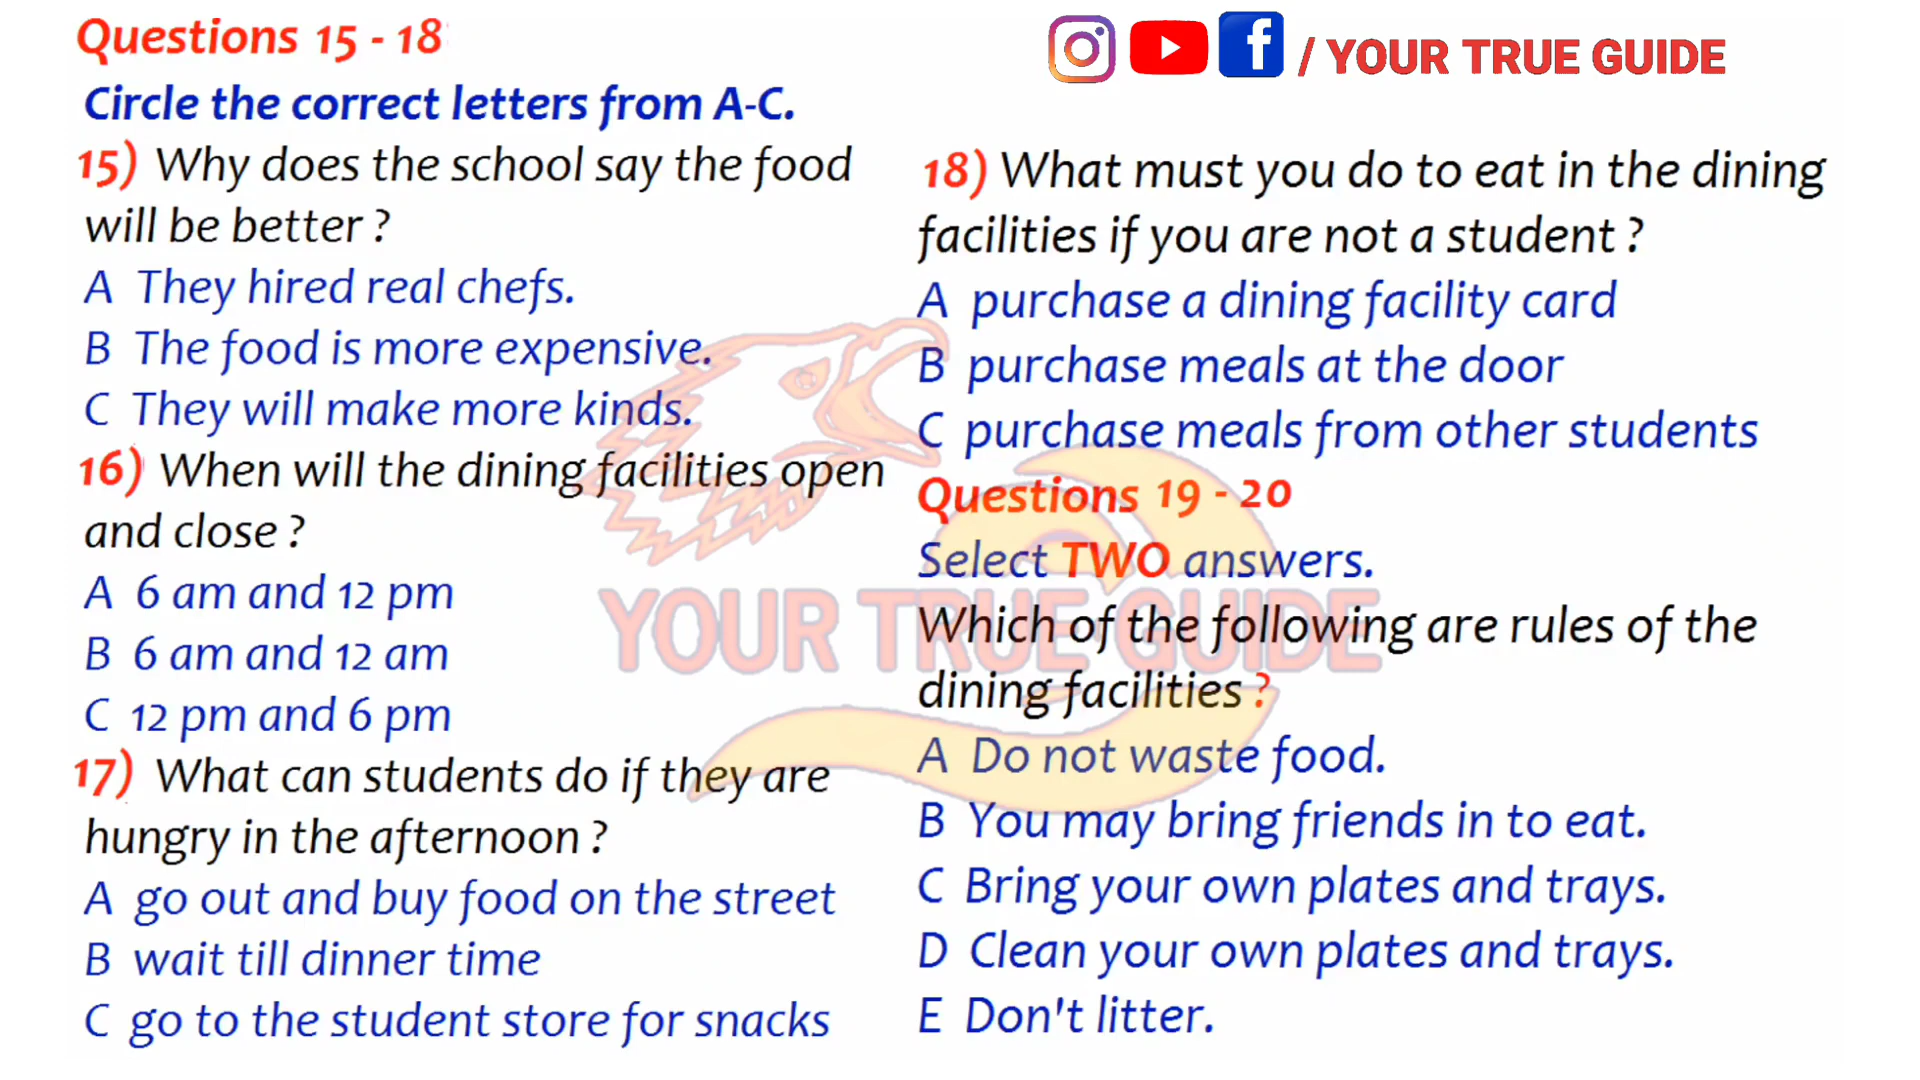 Questions 15 - 18
Circle the correct letters from A-C.
15) Why does the school say the food
will be better ?
A They hired real chefs.
B The food is more expensive.
C They will make more kinds.
16) When will the dining facilities open
and close ?
A 6 am and 12 pm
B 6 am and 12 am
C 12 pm and 6 pm
17) What can students do if they are
hungry in the afternoon ?
A go out and buy food on the street
B wait till dinner time
C go to the student store for snacks
/ YOUR TRUE GUIDE
18) What must you do to eat in the dining
facilities if you are not a student ?
A purchase a dining facility card
B purchase meals at the door
C purchase meals from other students
Questions 19 - 20
Select TWO answers.
Which of the following are rules of the
dining facilities ?
A Do not waste food.
B You may bring friends in to eat.
C Bring your own plates and trays.
D Clean your own plates and trays.
E Don't litter.
YOUR TRUE GUIDE